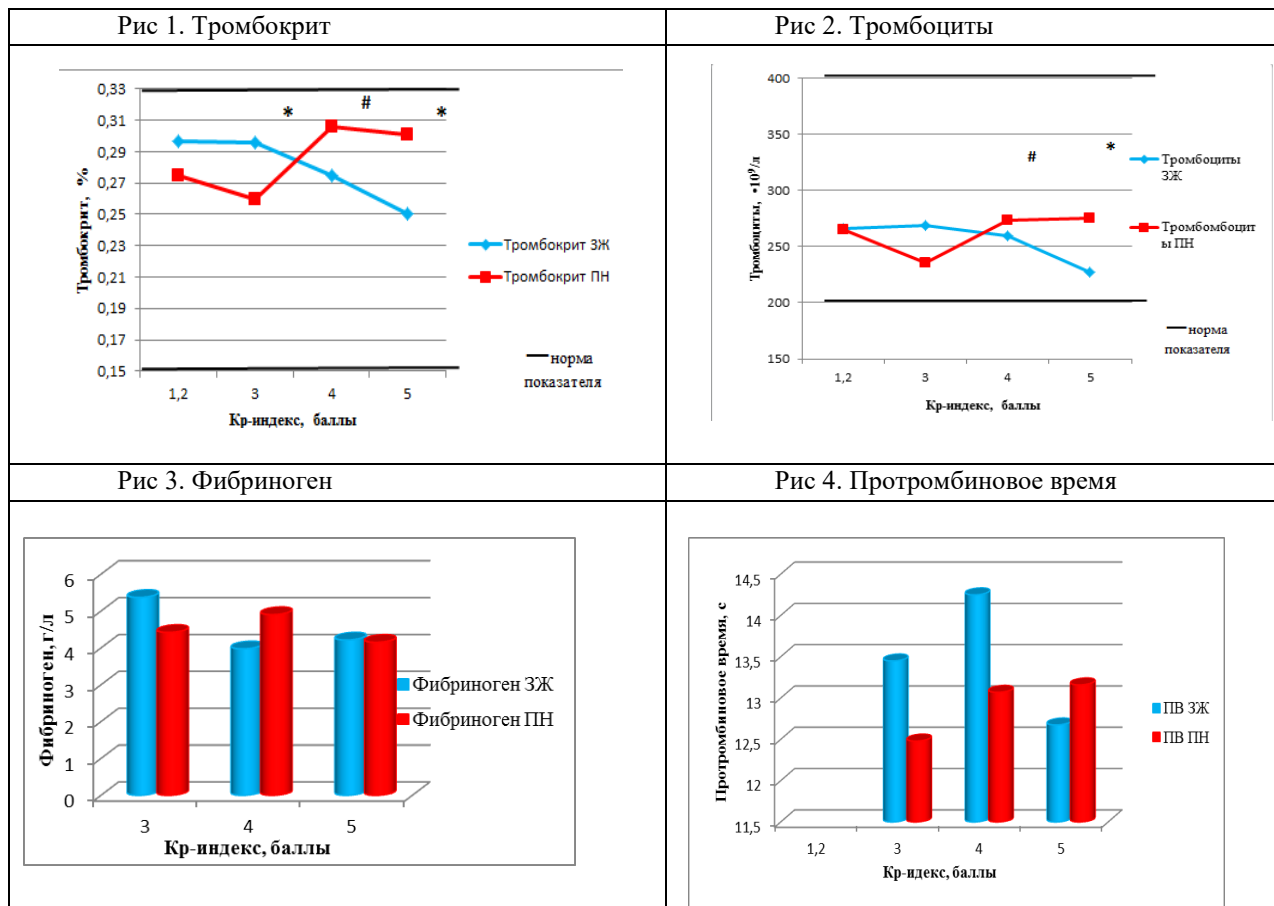 Рис 1. Тромбокрит
Рис 2. Тромбоциты
0,33
0,31
0,29
0,27
0,25
0,23
0,21
0,19
0,17
0,15
Тромбокрит, %
*
#
*
Тромбокрит ЗЖ
Тромбокрит ПН
норма
показателя
1,2
3
4
5
Кр-индекс, баллы
400
350
300
250
200
150
Тромбоциты, •10⁹/л
#
*
Тромбоциты
ЗЖ
Тромбомбоцит
ы ПН
норма
показателя
1,2
3
4
5
Кр-индекс, баллы
Рис 3. Фибриноген
Рис 4. Протромбиновое время
6
5
4
3
2
1
0
Фибриноген,г/л
Фибриноген ЗЖ
Фибриноген ПН
3
4
5
Кр-индекс, баллы
14,5
14
13,5
13
12,5
12
11,5
Протромбиновое время, с
ПВ ЗЖ
ПВ ПН
1,2
3
4
5
Кр-идекс, баллы